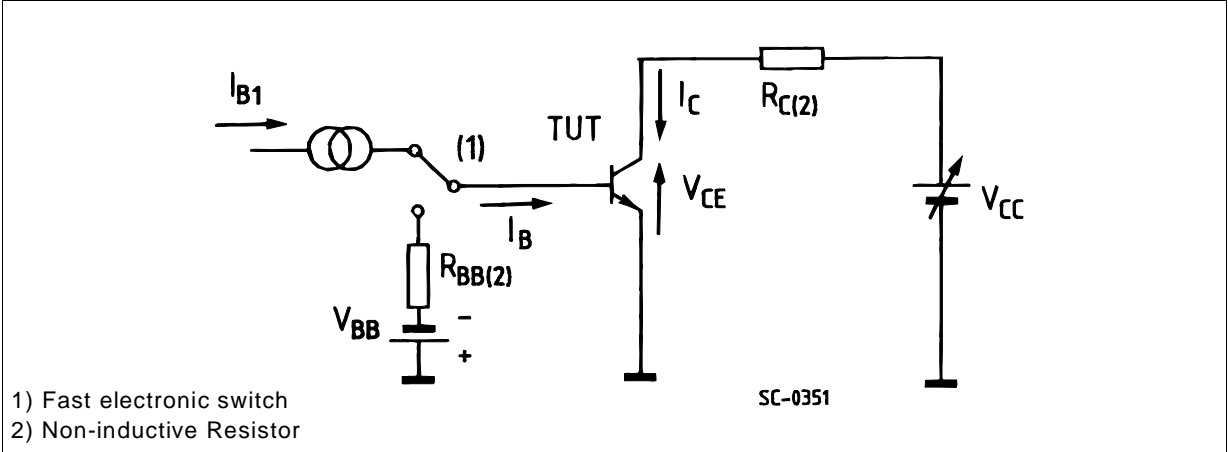 I_B1
TUT
(1)
I_C
R_C(2)
V_CE
V_CC
I_B
R_BB(2)
V_BB
-
+
SC-0351
1) Fast electronic switch
2) Non-inductive Resistor